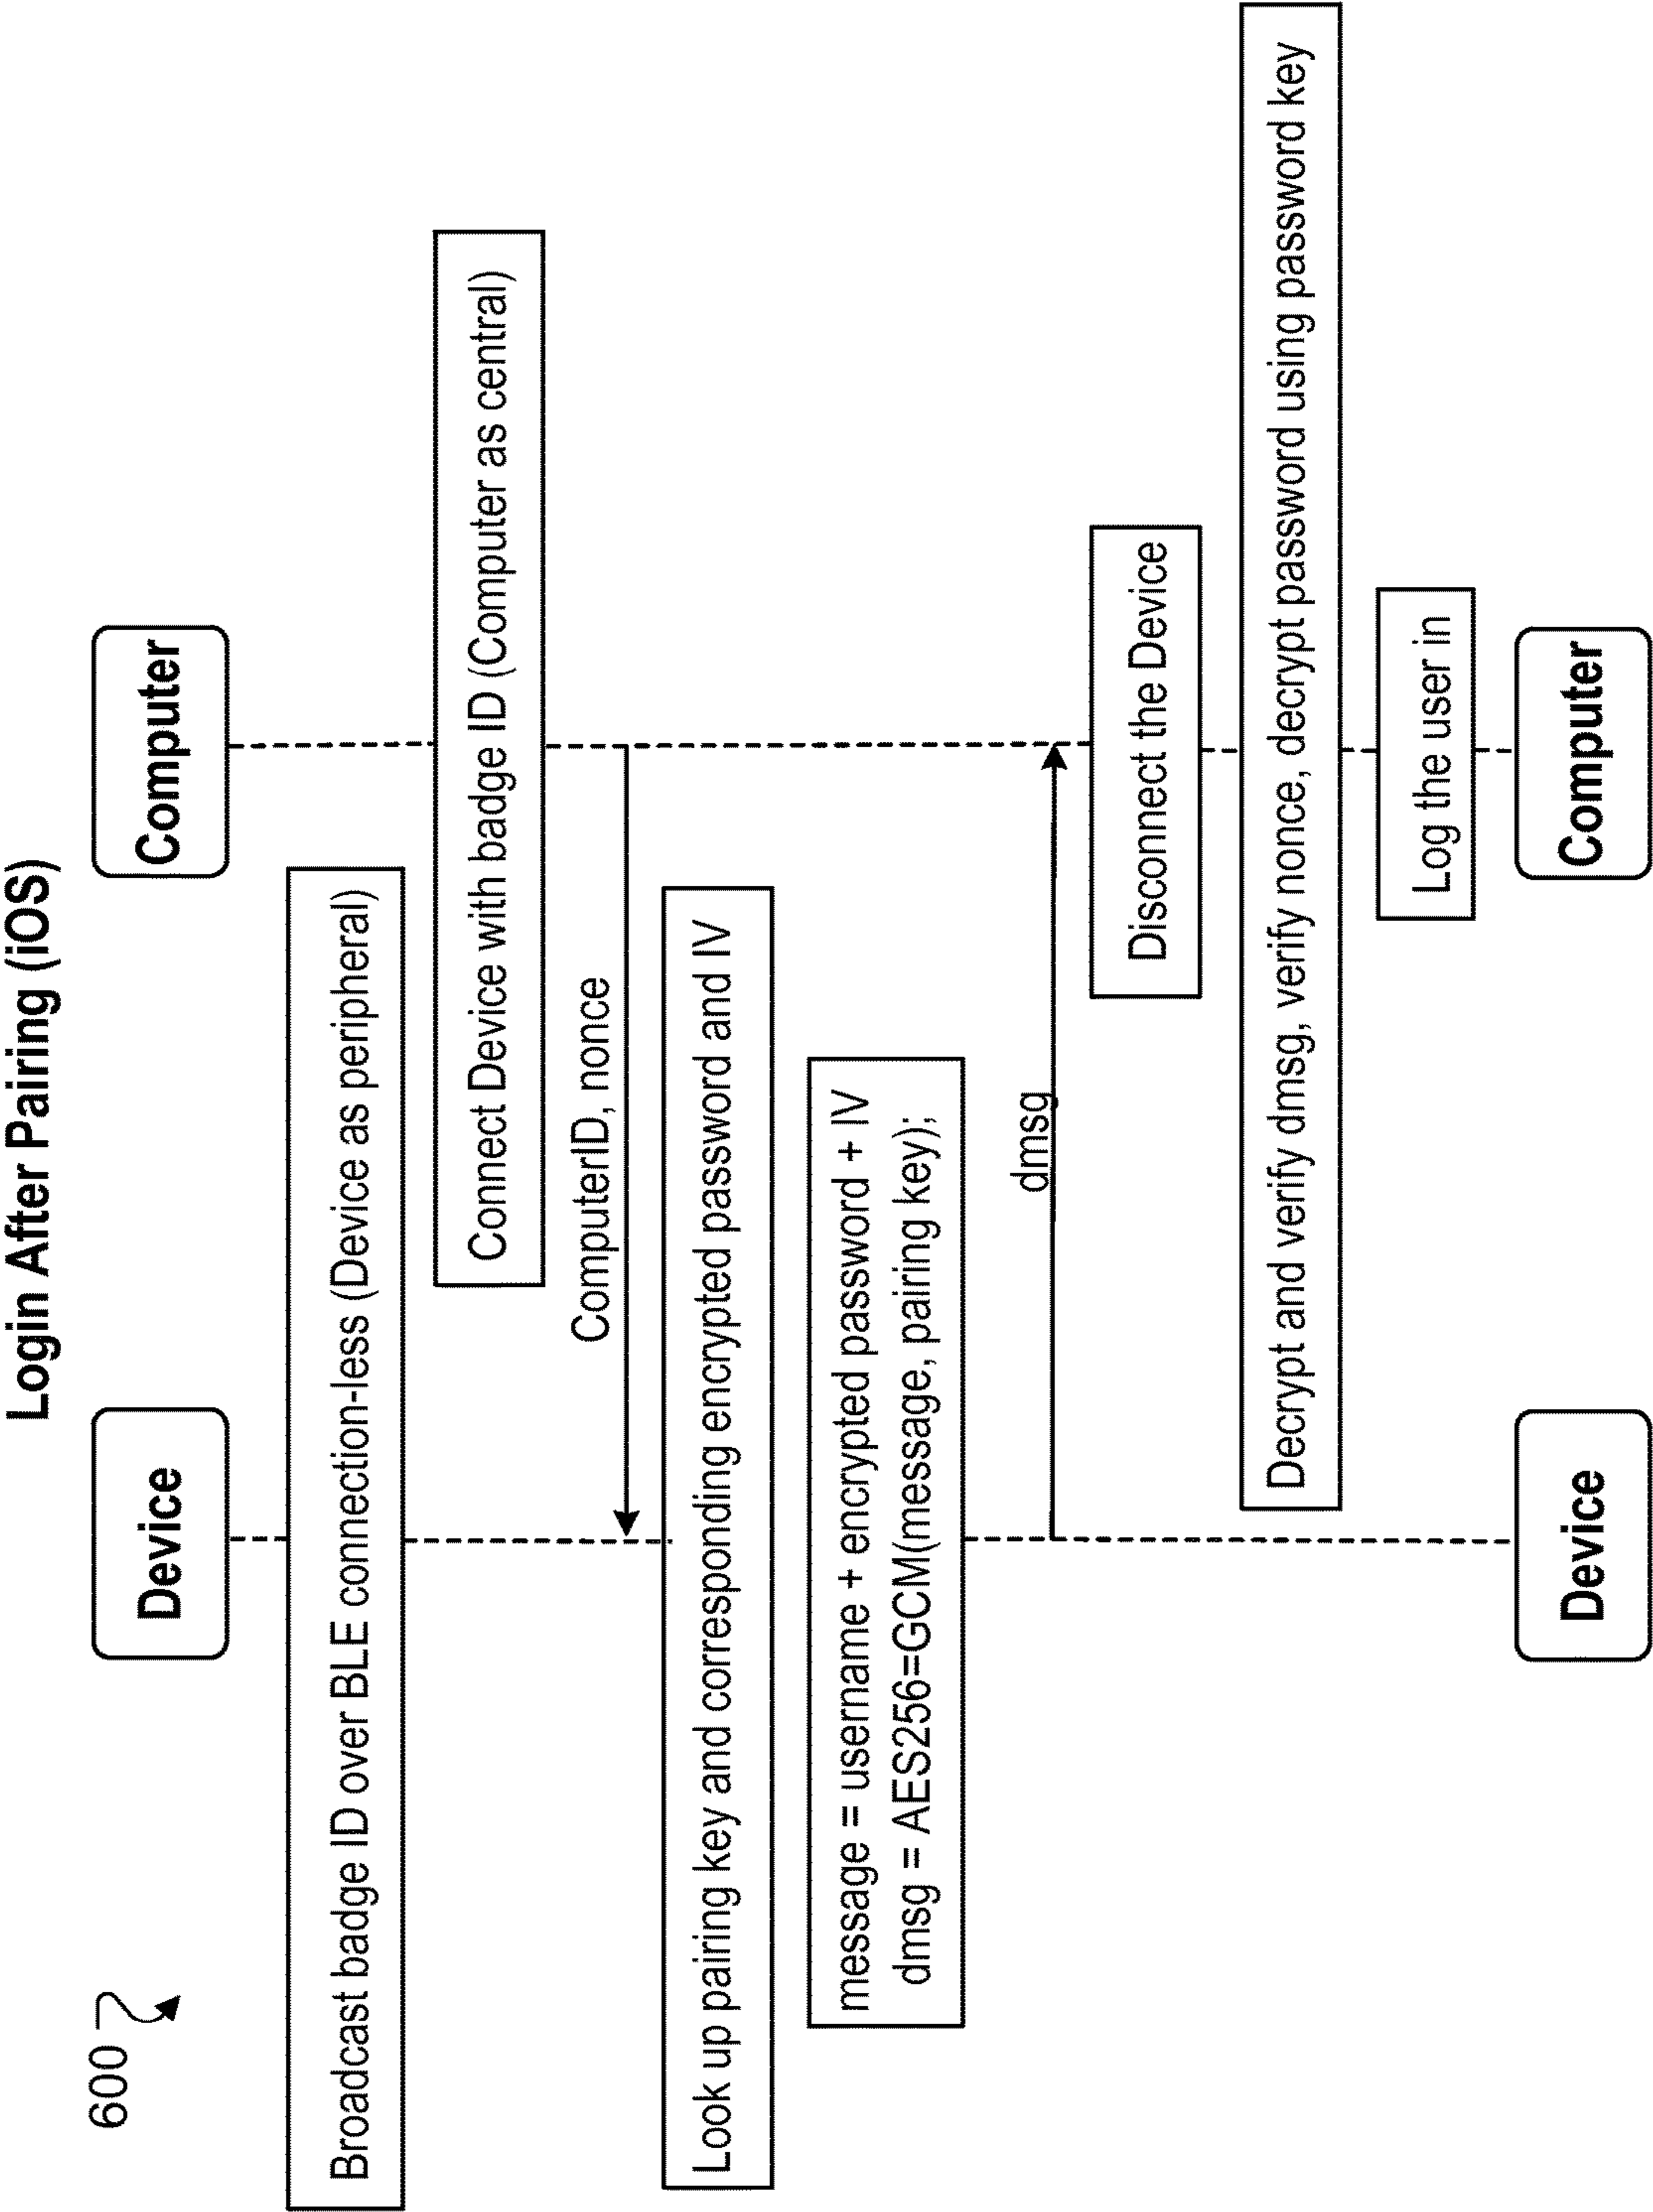 Login After Pairing (iOS)
600
Device
Computer
Broadcast badge ID over BLE connection-less (Device as peripheral)
Connect Device with badge ID (Computer as central)
ComputerID, nonce
Look up pairing key and corresponding encrypted password and IV
message = username + encrypted password + IV
dmsg = AES256=GCM(message, pairing key);
dmsg
Disconnect the Device
Decrypt and verify dmsg, verify nonce, decrypt password using password key
Log the user in
Device
Computer